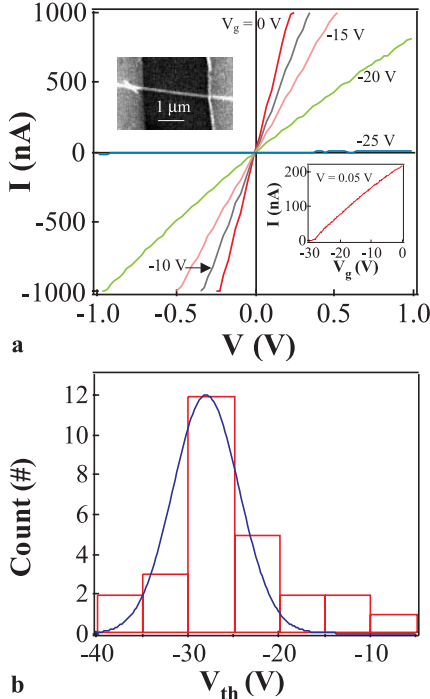 1000
500
0
-500
-1000
I (nA)
V_g = 0 V
-15 V
-20 V
-25 V
-10 V
1 μm
200
100
0
I (nA)
V = 0.05 V
-30 -20 -10 0
V_g (V)
-1.0 -0.5 0.0 0.5 1.0
V (V)
a
12
10
8
6
4
2
0
Count (#)
-40 -30 -20 -10
V_th (V)
b